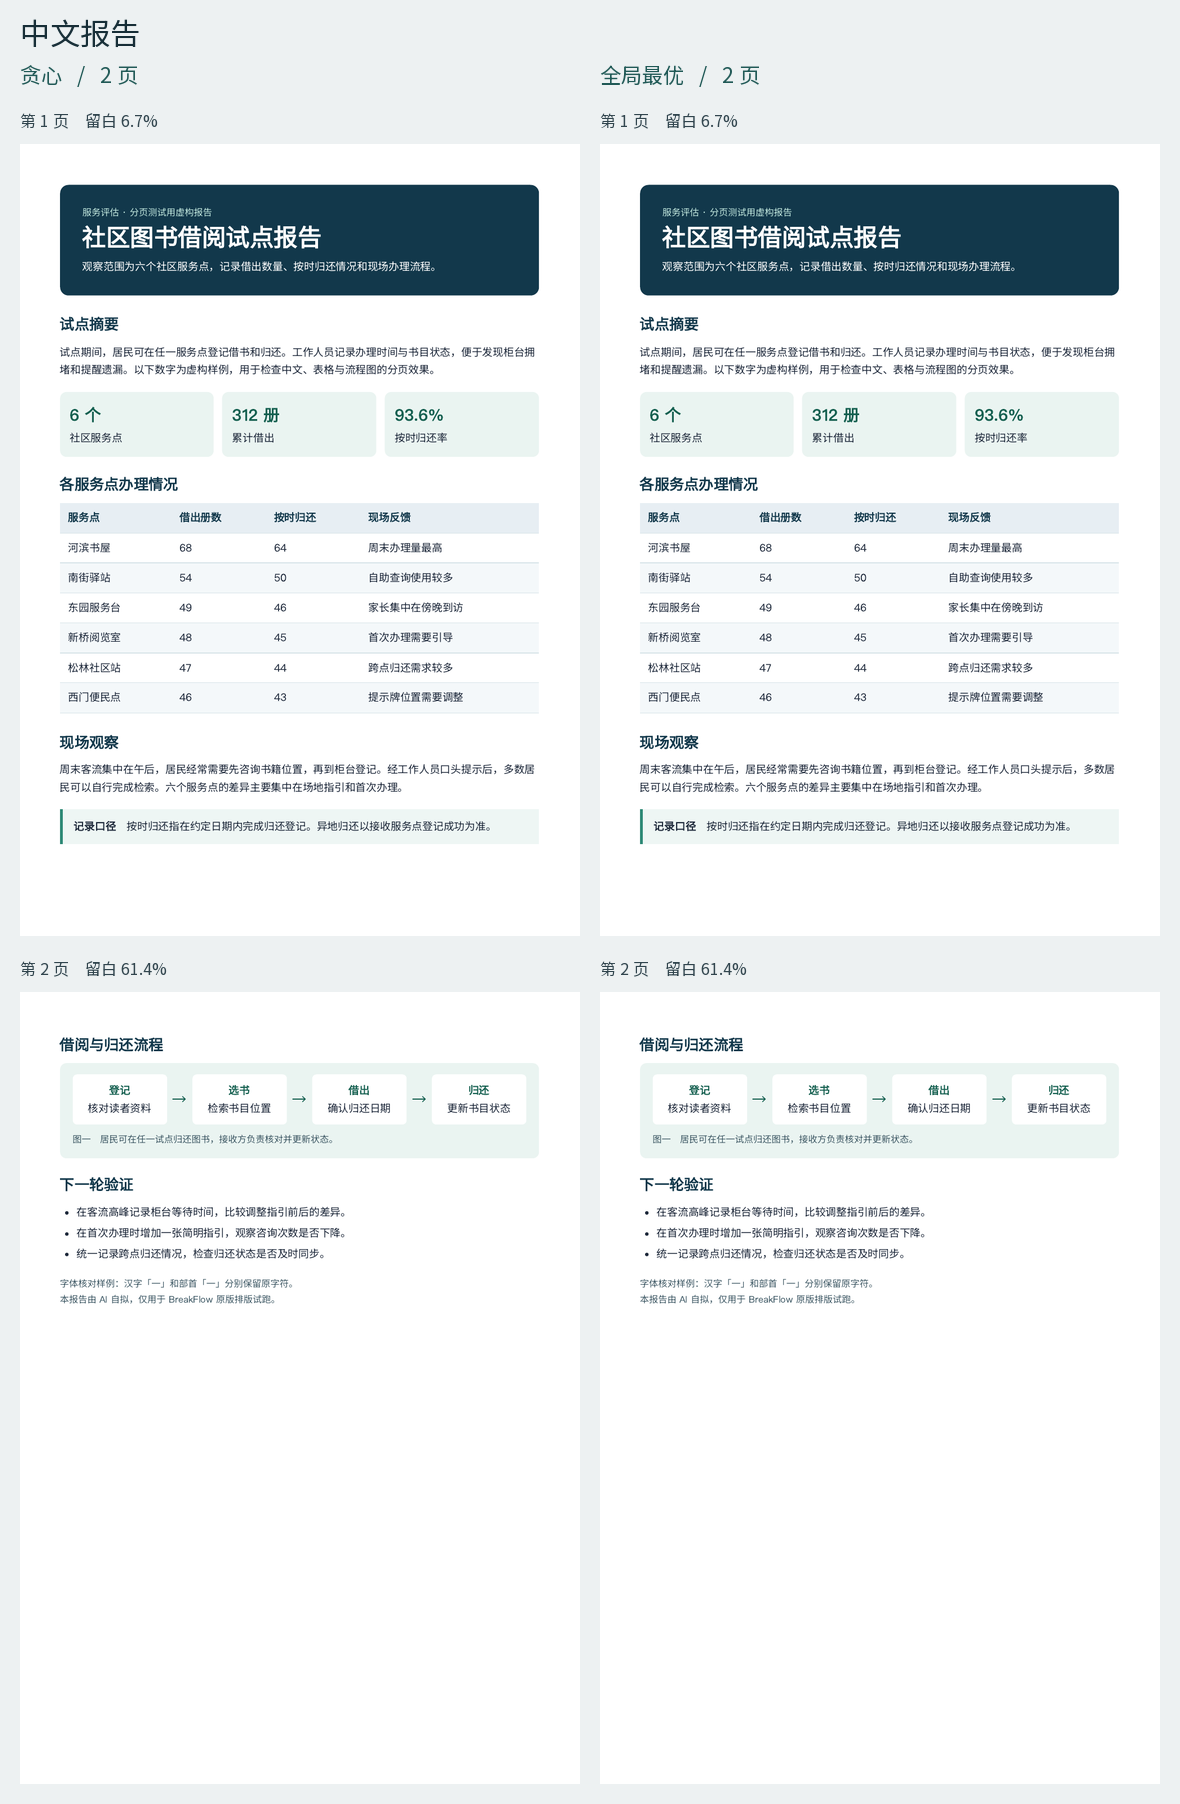 中文报告
贪心 / 2 页
第 1 页 留白 6.7%
服务评估 · 分页测试用虚构报告
社区图书借阅试点报告
观察范围为六个社区服务点，记录借出数量、按时归还情况和现场办理流程。
试点摘要
试点期间，居民可在任一服务点登记借书和归还。工作人员记录办理时间与书目状态，便于发现柜台拥
堵和提醒遗漏。以下数字为虚构样例，用于检查中文、表格与流程图的分页效果。
6 个 312 册 93.6%
社区服务点 累计借出 按时归还率
各服务点办理情况
服务点 借出册数 按时归还 现场反馈
河滨书屋 68 64 周末办理量最高
南街驿站 54 50 自助查询使用较多
东园服务台 49 46 家长集中在傍晚到访
新桥阅览室 48 45 首次办理需要引导
松林社区站 47 44 跨点归还需求较多
西门便民点 46 43 提示牌位置需要调整
现场观察
周末客流集中在午后，居民经常需要先咨询书籍位置，再到柜台登记。经工作人员口头提示后，多数居
民可以自行完成检索。六个服务点的差异主要集中在场地指引和首次办理。
记录口径 按时归还指在约定日期内完成归还登记。异地归还以接收服务点登记成功为准。
第 2 页 留白 61.4%
借阅与归还流程
登记 → 选书 → 借出 → 归还
核对读者资料 检索书目位置 确认归还日期 更新书目状态
图一 居民可在任一试点归还图书，接收方负责核对并更新状态。
下一轮验证
• 在客流高峰记录柜台等待时间，比较调整指引前后的差异。
• 在首次办理时增加一张简明指引，观察咨询次数是否下降。
• 统一记录跨点归还情况，检查归还状态是否及时同步。
字体核对样例：汉字「一」和部首「⼀」分别保留原字符。
本报告由 AI 自拟，仅用于 BreakFlow 原版排版试跑。
全局最优 / 2 页
第 1 页 留白 6.7%
服务评估 · 分页测试用虚构报告
社区图书借阅试点报告
观察范围为六个社区服务点，记录借出数量、按时归还情况和现场办理流程。
试点摘要
试点期间，居民可在任一服务点登记借书和归还。工作人员记录办理时间与书目状态，便于发现柜台拥
堵和提醒遗漏。以下数字为虚构样例，用于检查中文、表格与流程图的分页效果。
6 个 312 册 93.6%
社区服务点 累计借出 按时归还率
各服务点办理情况
服务点 借出册数 按时归还 现场反馈
河滨书屋 68 64 周末办理量最高
南街驿站 54 50 自助查询使用较多
东园服务台 49 46 家长集中在傍晚到访
新桥阅览室 48 45 首次办理需要引导
松林社区站 47 44 跨点归还需求较多
西门便民点 46 43 提示牌位置需要调整
现场观察
周末客流集中在午后，居民经常需要先咨询书籍位置，再到柜台登记。经工作人员口头提示后，多数居
民可以自行完成检索。六个服务点的差异主要集中在场地指引和首次办理。
记录口径 按时归还指在约定日期内完成归还登记。异地归还以接收服务点登记成功为准。
第 2 页 留白 61.4%
借阅与归还流程
登记 → 选书 → 借出 → 归还
核对读者资料 检索书目位置 确认归还日期 更新书目状态
图一 居民可在任一试点归还图书，接收方负责核对并更新状态。
下一轮验证
• 在客流高峰记录柜台等待时间，比较调整指引前后的差异。
• 在首次办理时增加一张简明指引，观察咨询次数是否下降。
• 统一记录跨点归还情况，检查归还状态是否及时同步。
字体核对样例：汉字「一」和部首「⼀」分别保留原字符。
本报告由 AI 自拟，仅用于 BreakFlow 原版排版试跑。